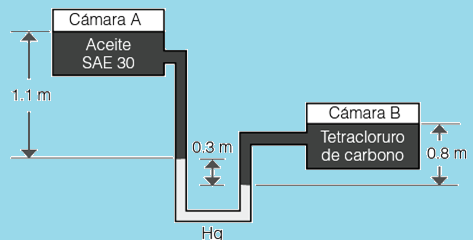 Cámara A
Aceite
SAE 30
1.1 m
Cámara B
0.3 m
Tetracloruro
de carbono
0.8 m
Hg